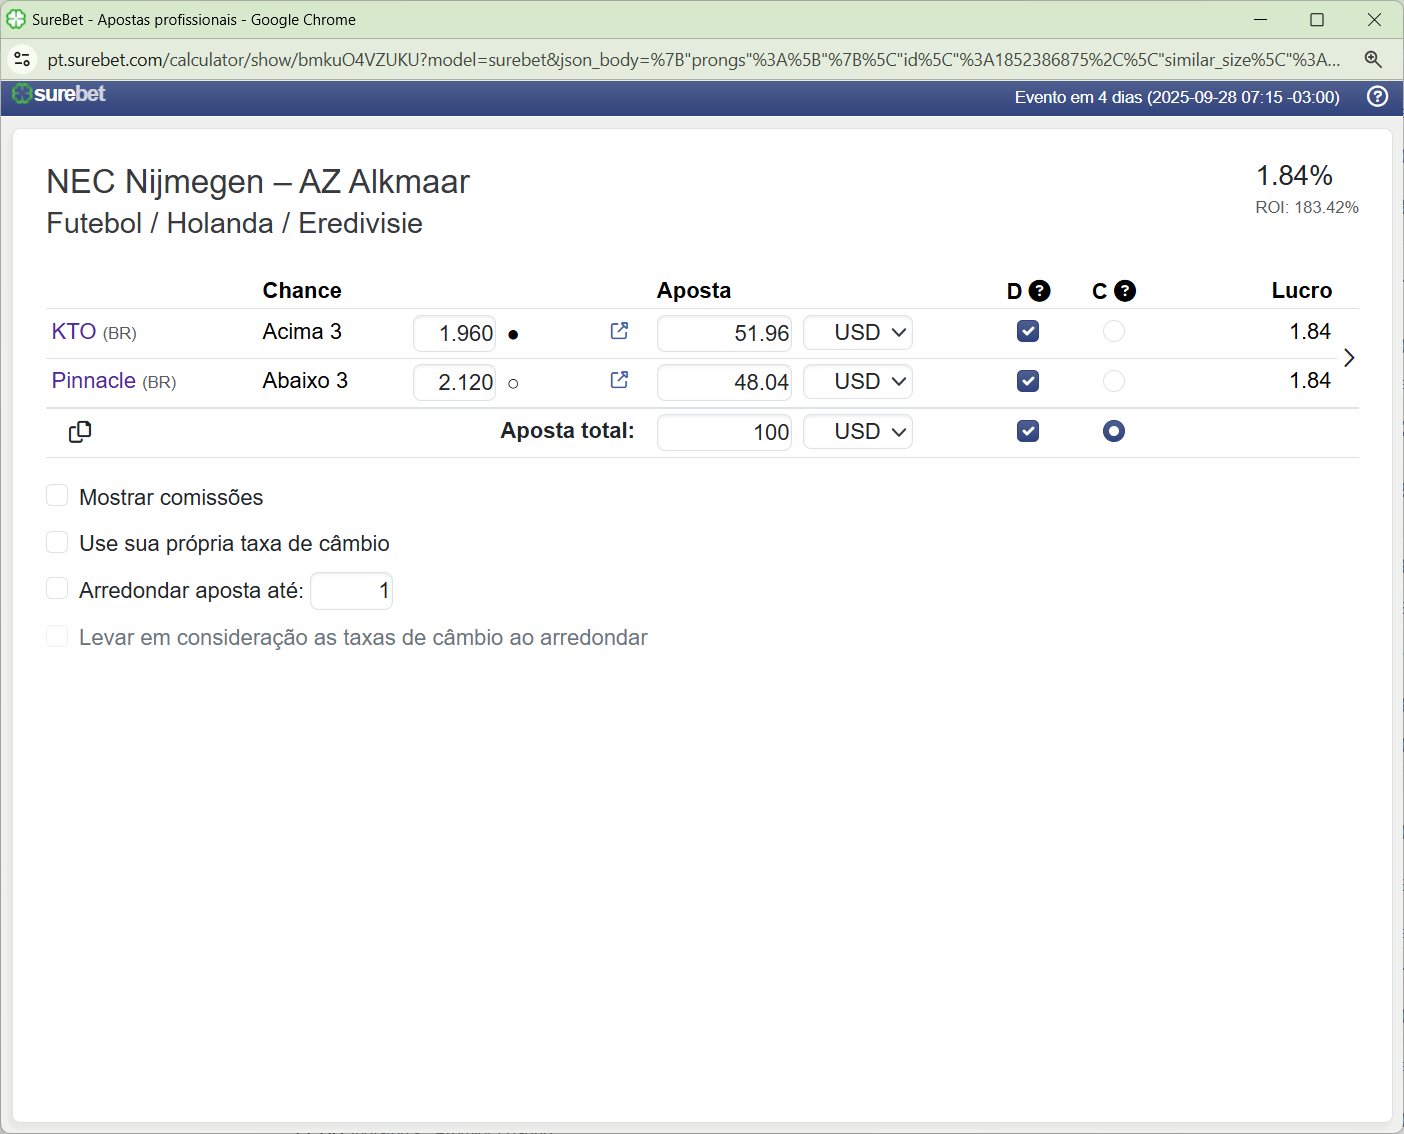 SureBet - Apostas profissionais - Google Chrome
pt.surebet.com/calculator/show/bmkuO4VZUKU?model=surebet&json_body=%7B"prongs"%3A%5B"%7B%5C"id%5C"%3A1852386875%2C%5C"similar_size%5C"%3A...
surebet
Evento em 4 dias (2025-09-28 07:15 -03:00)
NEC Nijmegen – AZ Alkmaar
1.84%
Futebol / Holanda / Eredivisie
ROI: 183.42%
Chance Aposta D C Lucro
KTO (BR) Acima 3 1.960 ● 51.96 USD 1.84
Pinnacle (BR) Abaixo 3 2.120 ○ 48.04 USD 1.84
Aposta total: 100 USD
Mostrar comissões
Use sua própria taxa de câmbio
Arredondar aposta até: 1
Levar em consideração as taxas de câmbio ao arredondar